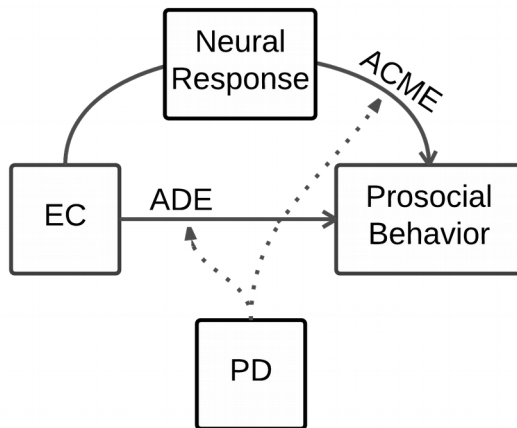 Neural
Response
ACME
EC
ADE
Prosocial
Behavior
PD